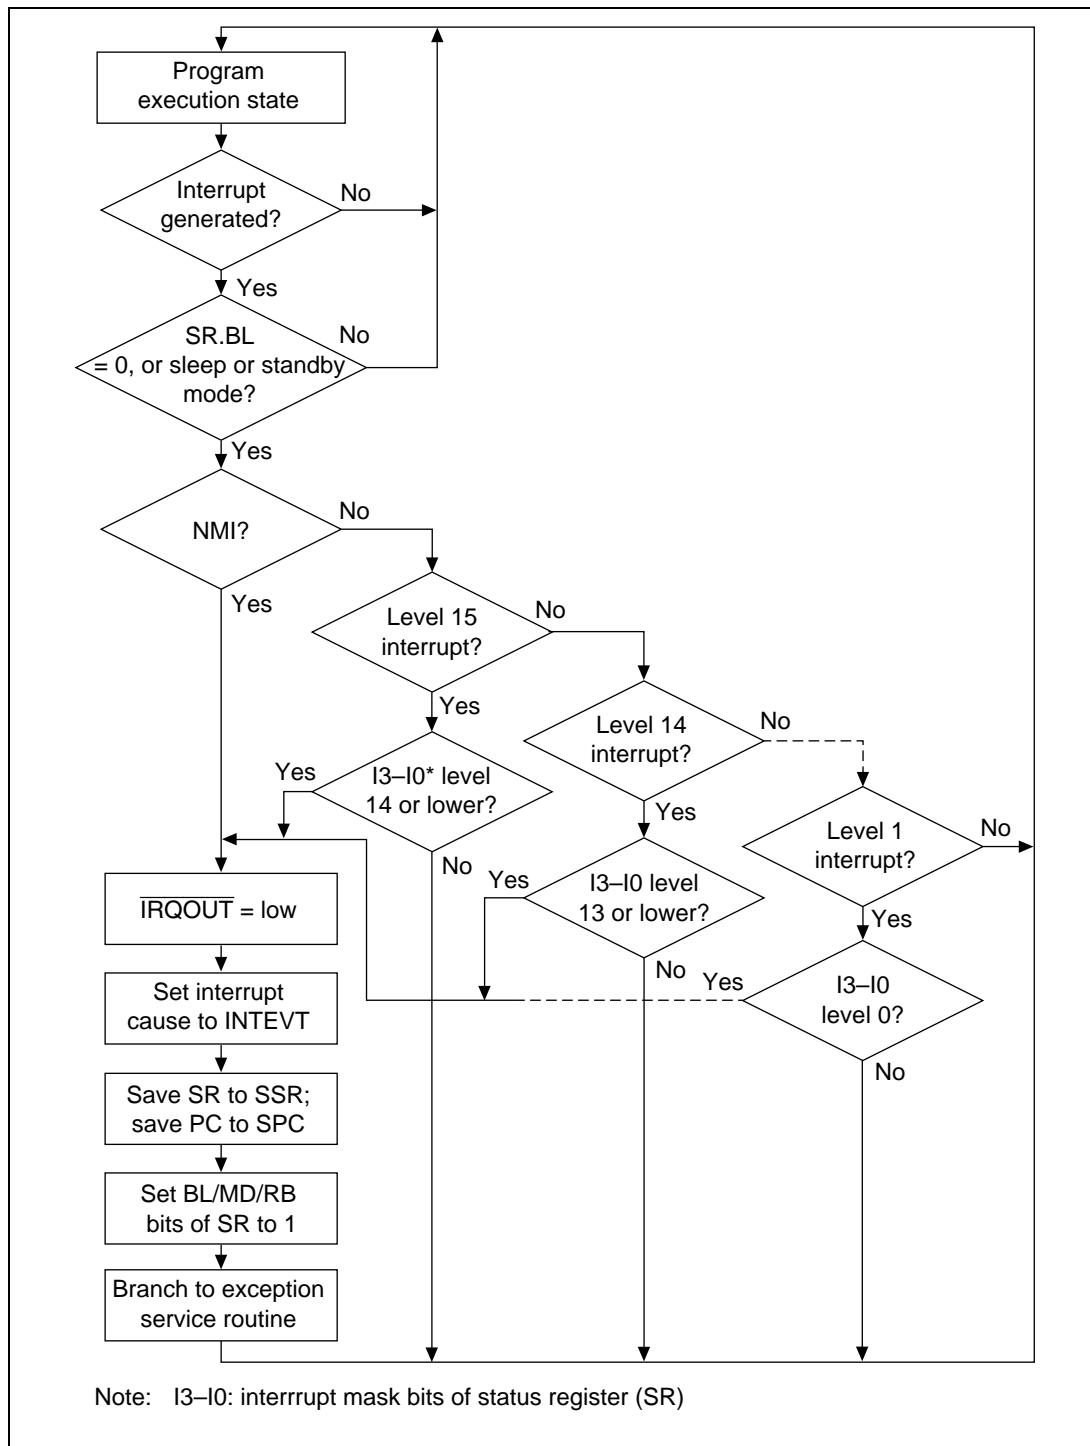 Program
execution state
Interrupt
generated?
No
Yes
SR.BL
= 0, or sleep or standby
mode?
No
Yes
NMI?
No
Yes
Level 15
interrupt?
No
Yes
Level 14
interrupt?
No
Yes
I3–I0* level
14 or lower?
Yes
No
Level 1
interrupt?
No
Yes
I3–I0 level
13 or lower?
Yes
No
I3–I0
level 0?
Yes
No
IRQOUT = low
Set interrupt
cause to INTEVT
Save SR to SSR;
save PC to SPC
Set BL/MD/RB
bits of SR to 1
Branch to exception
service routine
Note: I3–I0: interrrupt mask bits of status register (SR)